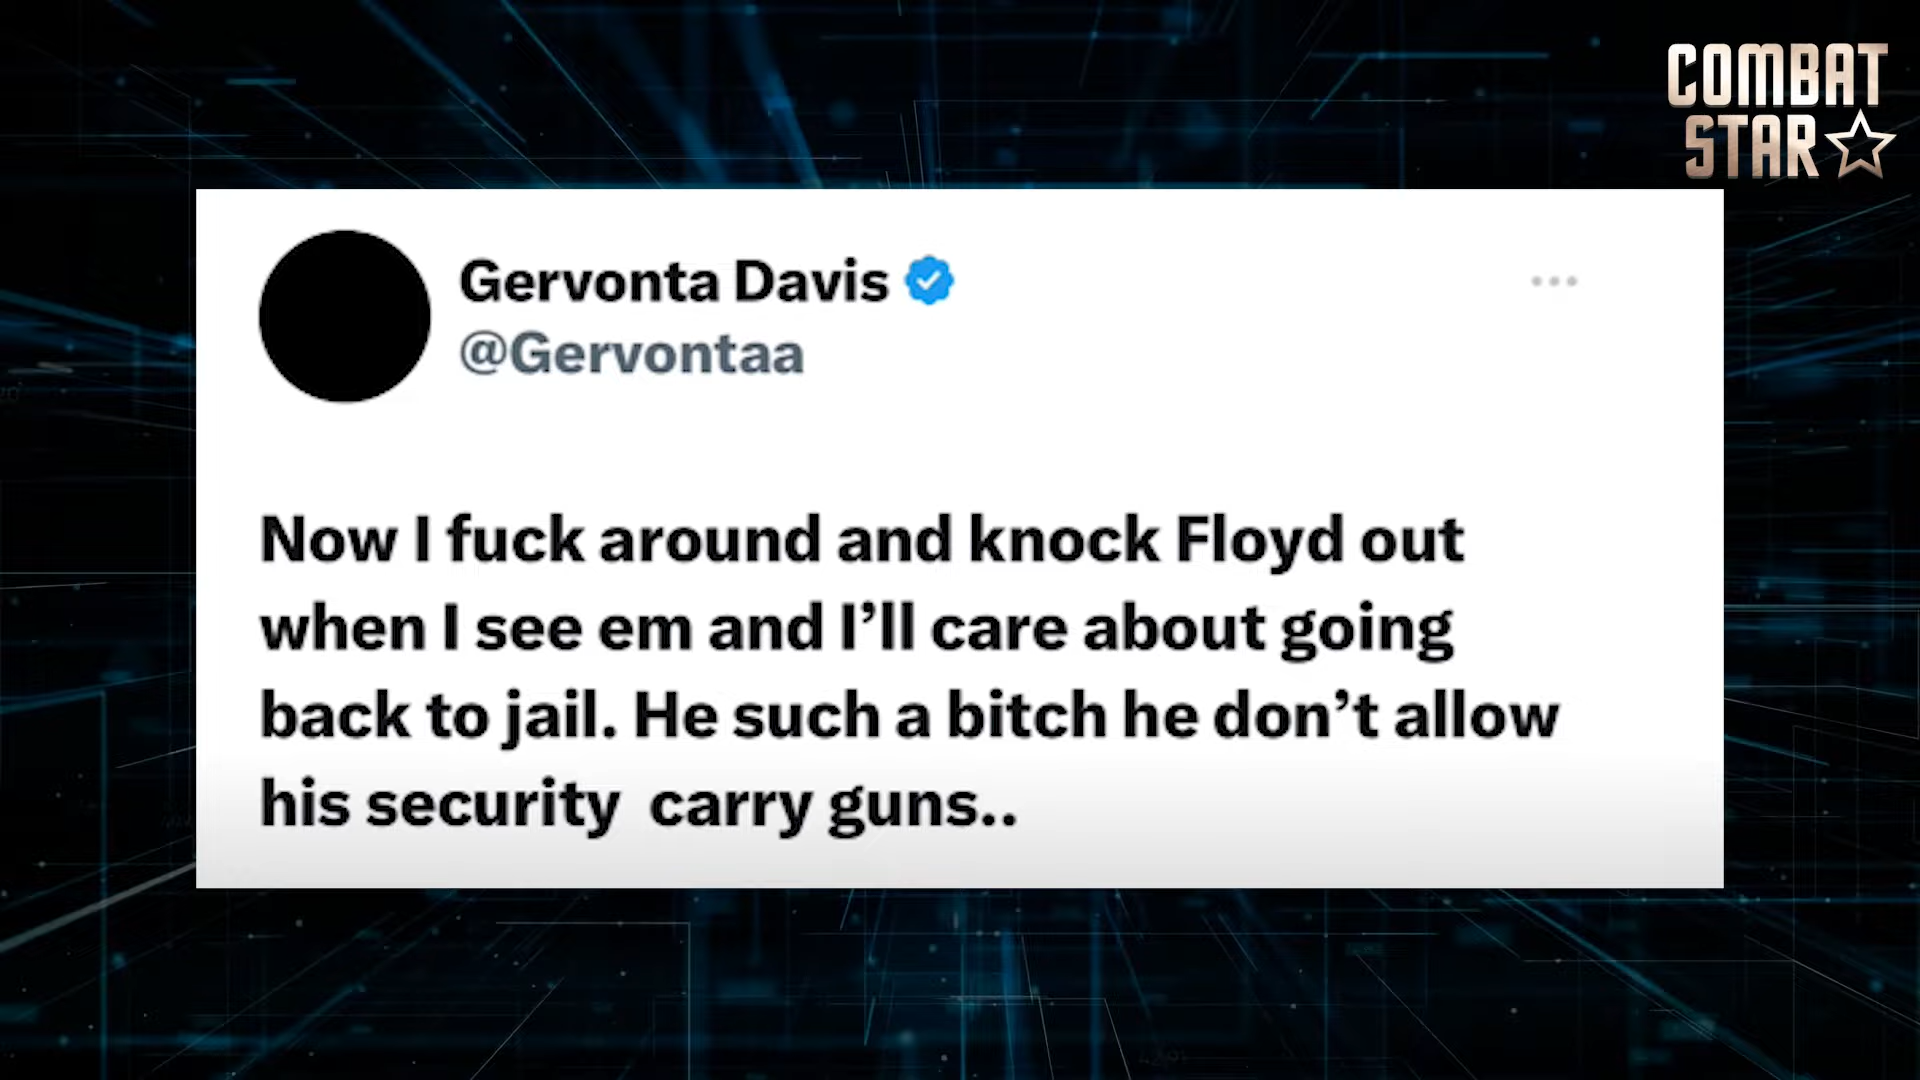 COMBAT
STAR
Gervonta Davis
@Gervontaa
Now I fuck around and knock Floyd out
when I see em and I’ll care about going
back to jail. He such a bitch he don’t allow
his security  carry guns..